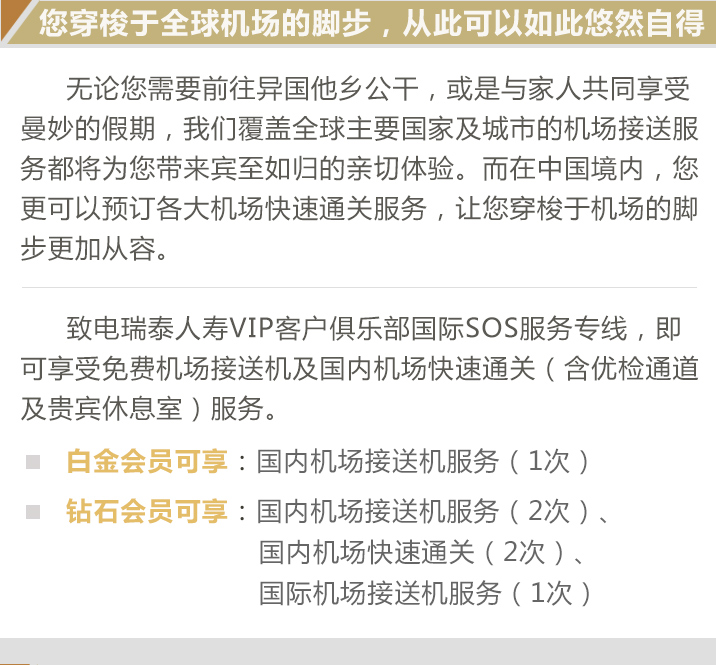 您穿梭于全球机场的脚步，从此可以如此悠然自得
无论您需要前往异国他乡公干，或是与家人共同享受
曼妙的假期，我们覆盖全球主要国家及城市的机场接送服
务都将为您带来宾至如归的亲切体验。而在中国境内，您
更可以预订各大机场快速通关服务，让您穿梭于机场的脚
步更加从容。
致电瑞泰人寿VIP客户俱乐部国际SOS服务专线，即
可享受免费机场接送机及国内机场快速通关（含优检通道
及贵宾休息室）服务。
白金会员可享：国内机场接送机服务（1次）
钻石会员可享：国内机场接送机服务（2次）、
国内机场快速通关（2次）、
国际机场接送机服务（1次）